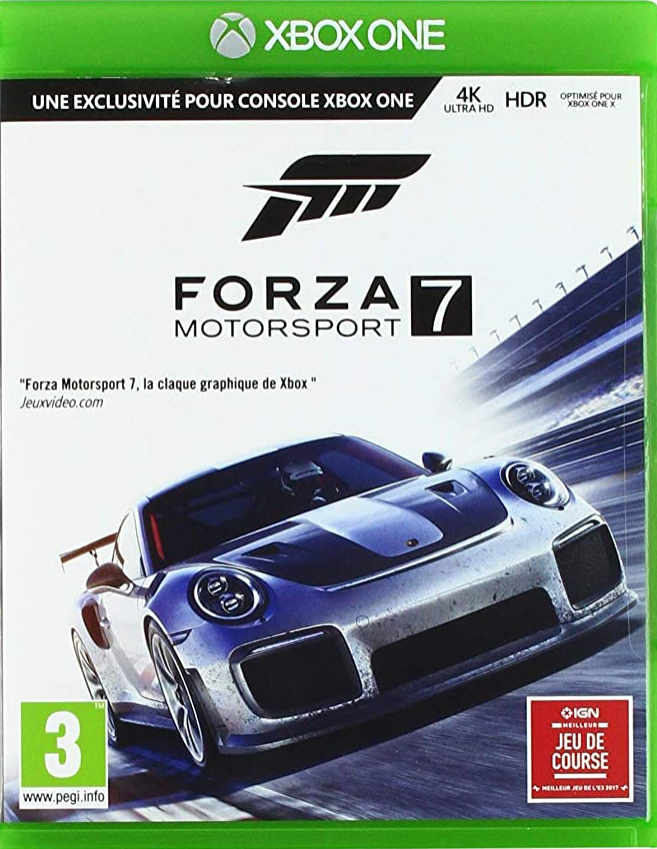 XBOX ONE
UNE EXCLUSIVITÉ POUR CONSOLE XBOX ONE
4K
ULTRA HD
HDR
OPTIMISÉ POUR
XBOX ONE X
FORZA
MOTORSPORT
7
"Forza Motorsport 7, la claque graphique de Xbox "
Jeuxvideo.com
3
TM
www.pegi.info
IGN
MEILLEUR
JEU DE
COURSE
MEILLEUR JEU DE L'E3 2017